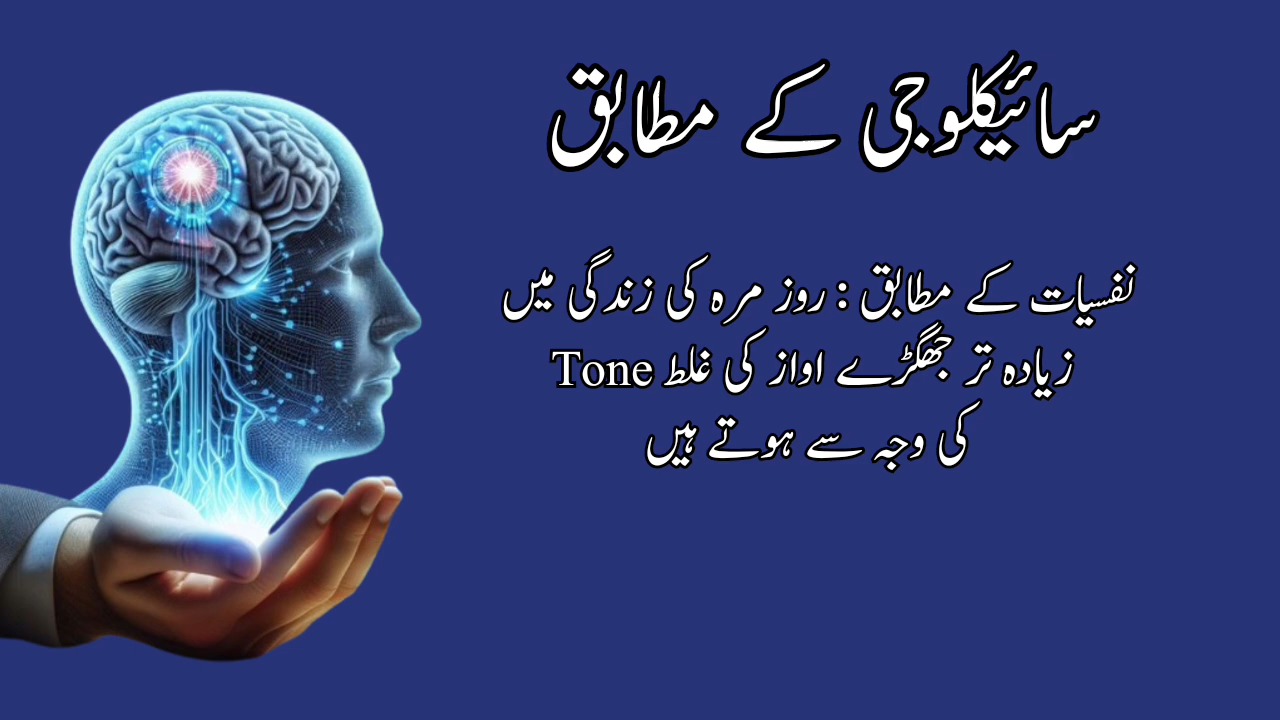 سائیکلوجی کے مطابق
نفسیات کے مطابق : روز مرہ کی زندگی میں
زیادہ تر جھگڑے اواز کی غلط Tone
کی وجہ سے ہوتے ہیں